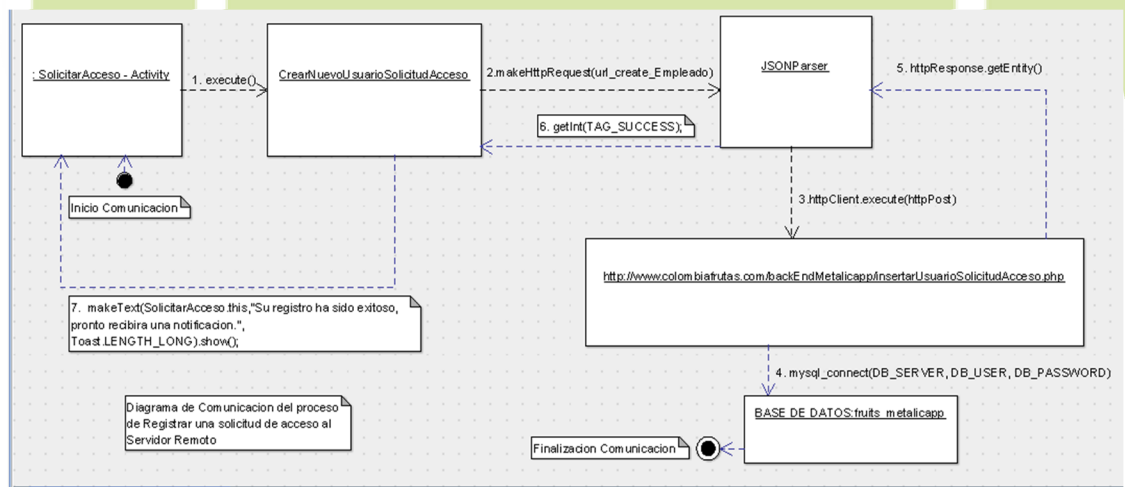 : SolicitarAcceso - Activity
1. execute()
CrearNuevoUsuarioSolicitudAcceso
2.makeHttpRequest(url_create_Empleado)
JSONParser
5. httpResponse.getEntity()
6. getInt(TAG_SUCCESS);
Inicio Comunicacion
3.httpClient.execute(httpPost)
http://www.colombiafrutas.com/backEndMetalicapp/insertarUsuarioSolicitudAcceso.php
7. makeText(SolicitarAcceso.this,"Su registro ha sido exitoso,
pronto recibira una notificacion.",
Toast.LENGTH_LONG).show();
4. mysql_connect(DB_SERVER, DB_USER, DB_PASSWORD)
Diagrama de Comunicacion del proceso
de Registrar una solicitud de acceso al
Servidor Remoto
BASE DE DATOS:fruits_metalicapp
Finalizacion Comunicacion